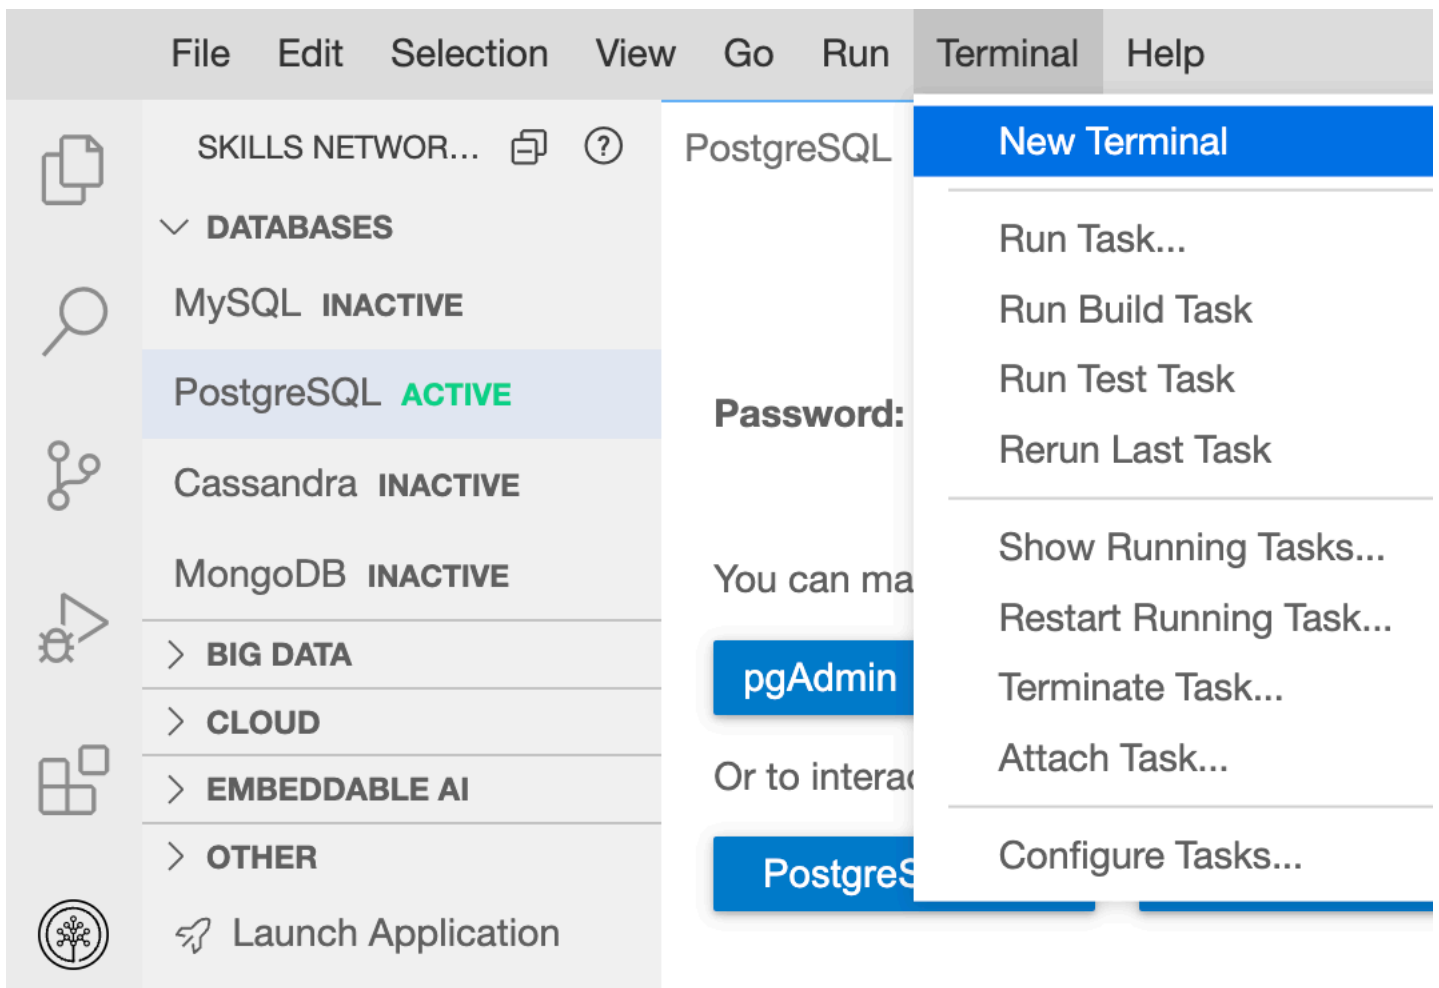 File Edit Selection View Go Run Terminal Help
SKILLS NETWOR...
DATABASES
MySQL INACTIVE
PostgreSQL ACTIVE
Cassandra INACTIVE
MongoDB INACTIVE
BIG DATA
CLOUD
EMBEDDABLE AI
OTHER
Launch Application
PostgreSQL
Password:
You can ma
pgAdmin
Or to interac
PostgreS
New Terminal
Run Task...
Run Build Task
Run Test Task
Rerun Last Task
Show Running Tasks...
Restart Running Task...
Terminate Task...
Attach Task...
Configure Tasks...